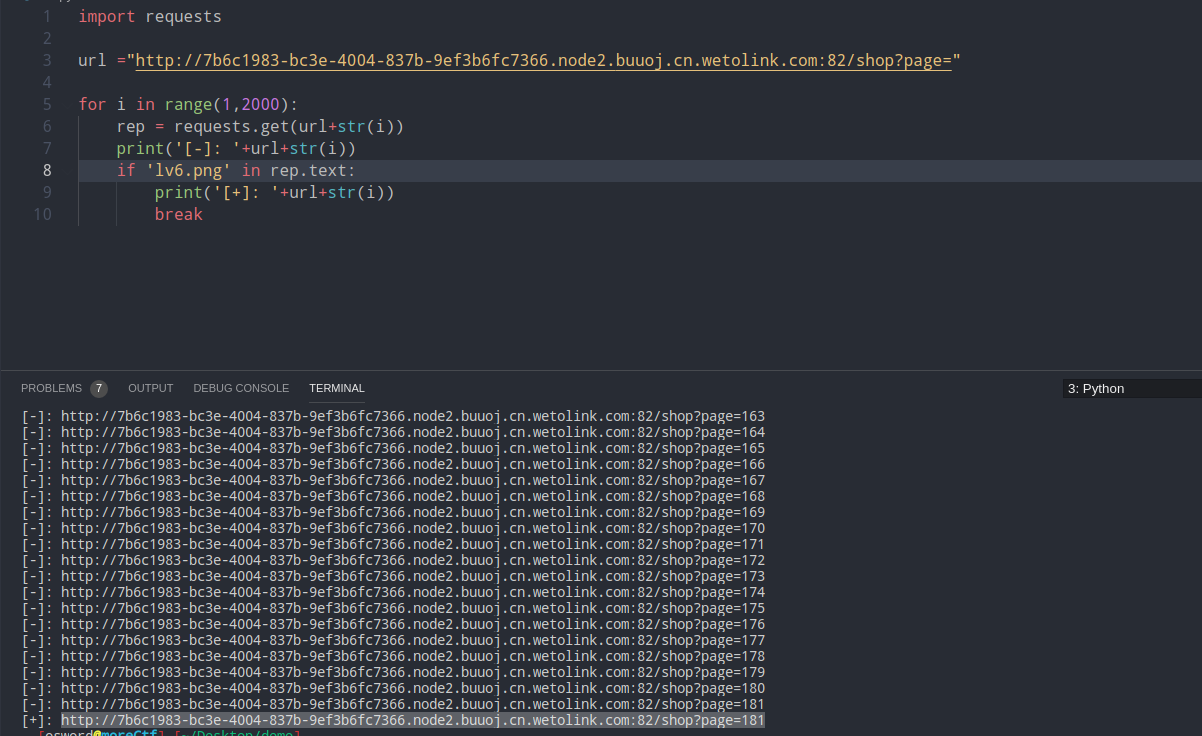 1 import requests
2
3 url ="http://7b6c1983-bc3e-4004-837b-9ef3b6fc7366.node2.buuoj.cn.wetolink.com:82/shop?page="
4
5 for i in range(1,2000):
6 rep = requests.get(url+str(i))
7 print('[-]: '+url+str(i))
8 if 'lv6.png' in rep.text:
9 print('[+]: '+url+str(i))
10 break
PROBLEMS 7 OUTPUT DEBUG CONSOLE TERMINAL 3: Python
[-]: http://7b6c1983-bc3e-4004-837b-9ef3b6fc7366.node2.buuoj.cn.wetolink.com:82/shop?page=163
[-]: http://7b6c1983-bc3e-4004-837b-9ef3b6fc7366.node2.buuoj.cn.wetolink.com:82/shop?page=164
[-]: http://7b6c1983-bc3e-4004-837b-9ef3b6fc7366.node2.buuoj.cn.wetolink.com:82/shop?page=165
[-]: http://7b6c1983-bc3e-4004-837b-9ef3b6fc7366.node2.buuoj.cn.wetolink.com:82/shop?page=166
[-]: http://7b6c1983-bc3e-4004-837b-9ef3b6fc7366.node2.buuoj.cn.wetolink.com:82/shop?page=167
[-]: http://7b6c1983-bc3e-4004-837b-9ef3b6fc7366.node2.buuoj.cn.wetolink.com:82/shop?page=168
[-]: http://7b6c1983-bc3e-4004-837b-9ef3b6fc7366.node2.buuoj.cn.wetolink.com:82/shop?page=169
[-]: http://7b6c1983-bc3e-4004-837b-9ef3b6fc7366.node2.buuoj.cn.wetolink.com:82/shop?page=170
[-]: http://7b6c1983-bc3e-4004-837b-9ef3b6fc7366.node2.buuoj.cn.wetolink.com:82/shop?page=171
[-]: http://7b6c1983-bc3e-4004-837b-9ef3b6fc7366.node2.buuoj.cn.wetolink.com:82/shop?page=172
[-]: http://7b6c1983-bc3e-4004-837b-9ef3b6fc7366.node2.buuoj.cn.wetolink.com:82/shop?page=173
[-]: http://7b6c1983-bc3e-4004-837b-9ef3b6fc7366.node2.buuoj.cn.wetolink.com:82/shop?page=174
[-]: http://7b6c1983-bc3e-4004-837b-9ef3b6fc7366.node2.buuoj.cn.wetolink.com:82/shop?page=175
[-]: http://7b6c1983-bc3e-4004-837b-9ef3b6fc7366.node2.buuoj.cn.wetolink.com:82/shop?page=176
[-]: http://7b6c1983-bc3e-4004-837b-9ef3b6fc7366.node2.buuoj.cn.wetolink.com:82/shop?page=177
[-]: http://7b6c1983-bc3e-4004-837b-9ef3b6fc7366.node2.buuoj.cn.wetolink.com:82/shop?page=178
[-]: http://7b6c1983-bc3e-4004-837b-9ef3b6fc7366.node2.buuoj.cn.wetolink.com:82/shop?page=179
[-]: http://7b6c1983-bc3e-4004-837b-9ef3b6fc7366.node2.buuoj.cn.wetolink.com:82/shop?page=180
[-]: http://7b6c1983-bc3e-4004-837b-9ef3b6fc7366.node2.buuoj.cn.wetolink.com:82/shop?page=181
[+]: http://7b6c1983-bc3e-4004-837b-9ef3b6fc7366.node2.buuoj.cn.wetolink.com:82/shop?page=181
[osword@moreCtf] [~/Desktop/demo]